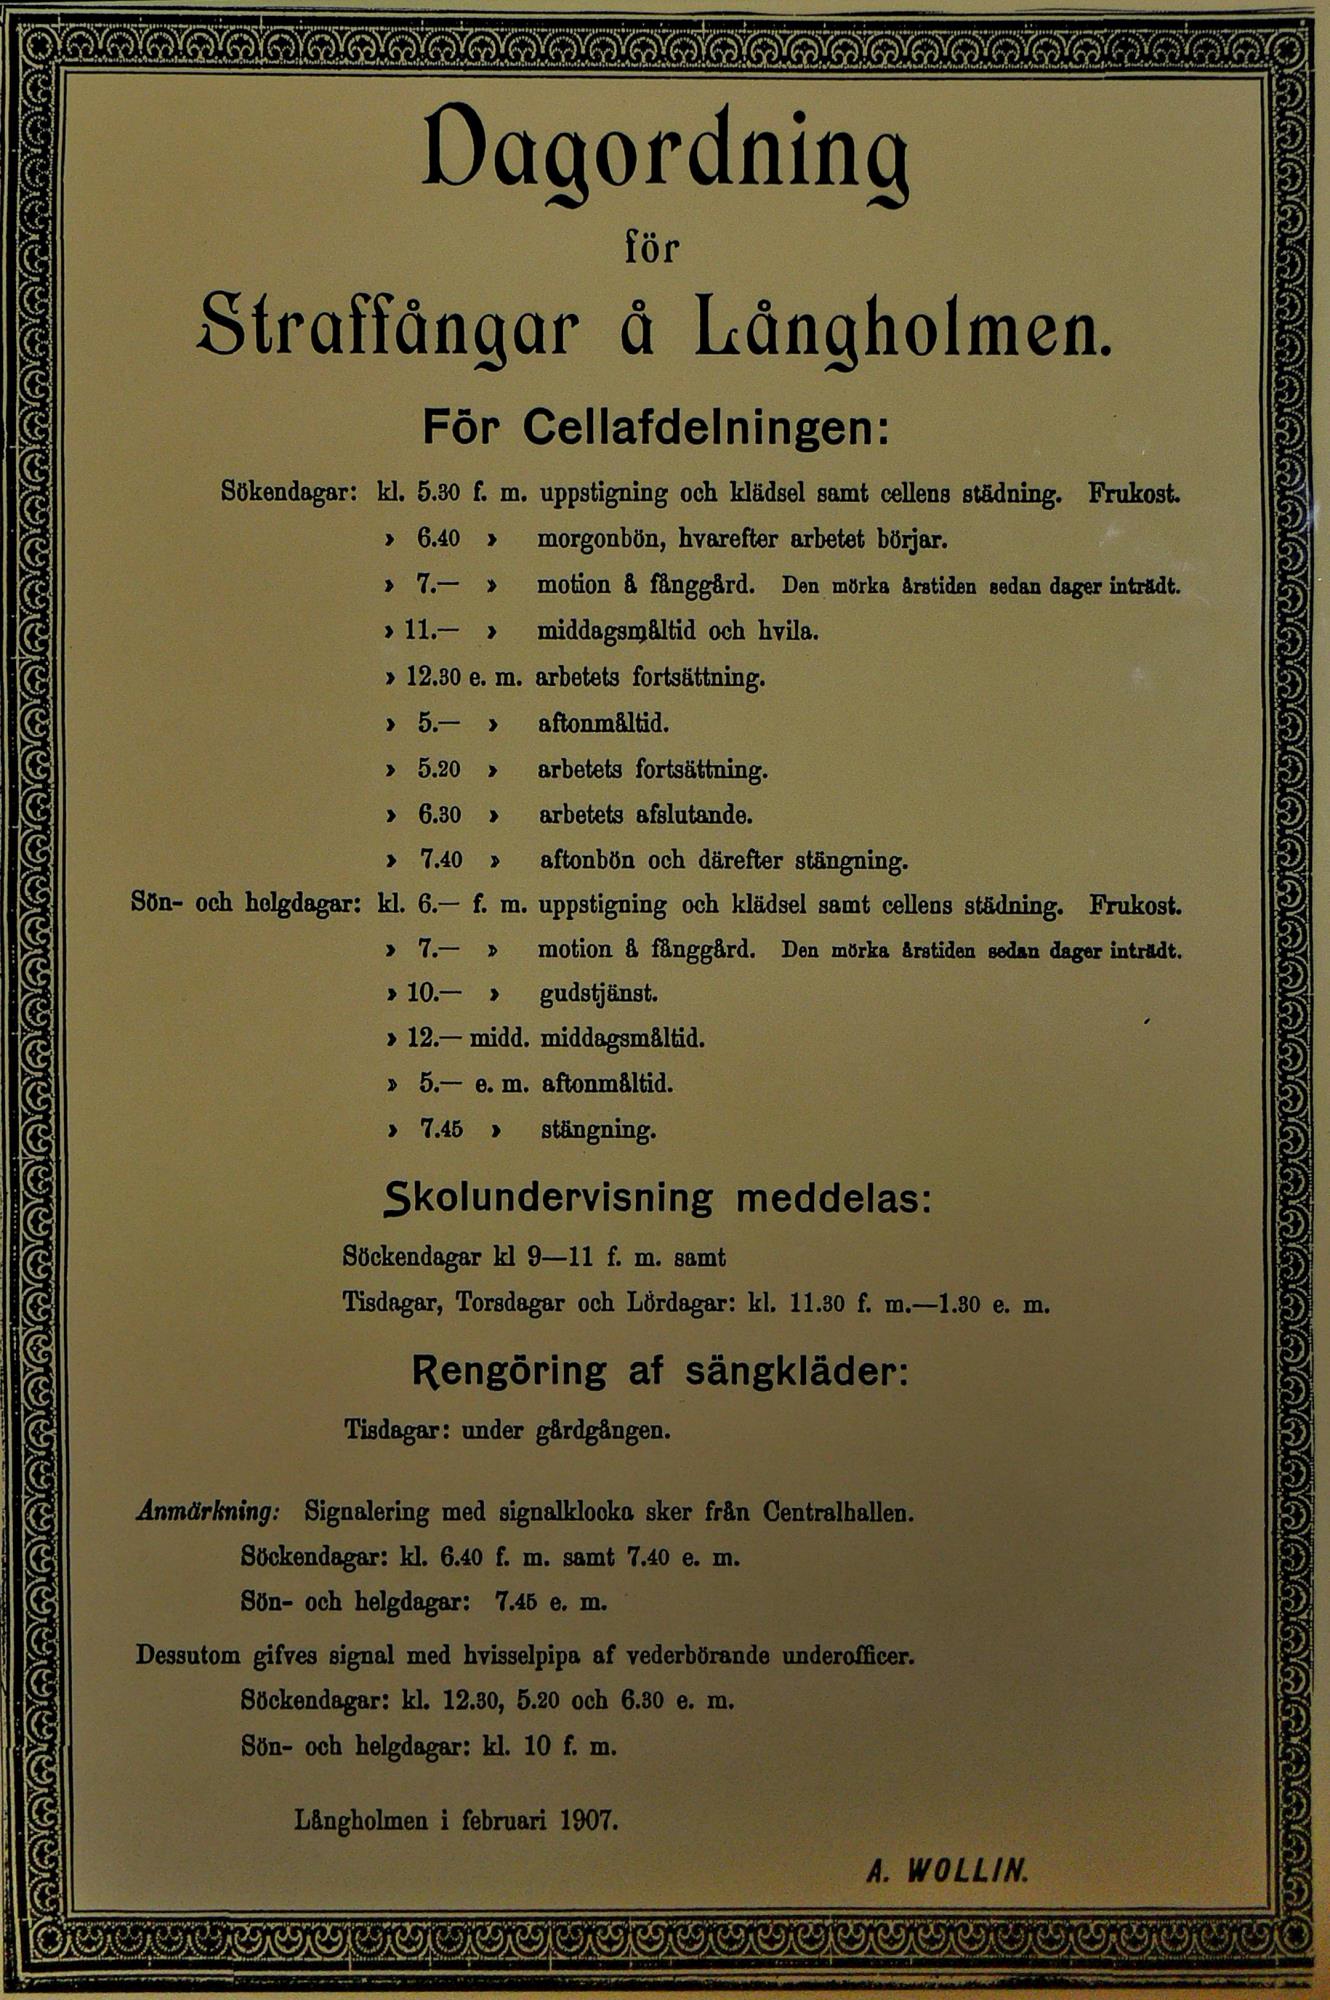 Dagordning
för
Straffångar å Långholmen.
För Cellafdelningen:
Sökendagar: kl. 5.30 f. m. uppstigning och klädsel samt cellens städning. Frukost.
» 6.40 » morgonbön, hvarefter arbetet börjar.
» 7.— » motion å fånggård. Den mörka årstiden sedan dager inträdt.
» 11.— » middagsmåltid och hvila.
» 12.30 e. m. arbetets fortsättning.
» 5.— » aftonmåltid.
» 5.20 » arbetets fortsättning.
» 6.30 » arbetets afslutande.
» 7.40 » aftonbön och därefter stängning.
Sön- och helgdagar: kl. 6.— f. m. uppstigning och klädsel samt cellens städning. Frukost.
» 7.— » motion å fånggård. Den mörka årstiden sedan dager inträdt.
» 10.— » gudstjänst.
» 12.— midd. middagsmåltid.
» 5.— e. m. aftonmåltid.
» 7.45 » stängning.
Skolundervisning meddelas:
Söckendagar kl 9—11 f. m. samt
Tisdagar, Torsdagar och Lördagar: kl. 11.30 f. m.—1.30 e. m.
Rengöring af sängkläder:
Tisdagar: under gårdgången.
Anmärkning: Signalering med signalklocka sker från Centralhallen.
Söckendagar: kl. 6.40 f. m. samt 7.40 e. m.
Sön- och helgdagar: 7.45 e. m.
Dessutom gifves signal med hvisselpipa af vederbörande underofficer.
Söckendagar: kl. 12.30, 5.20 och 6.30 e. m.
Sön- och helgdagar: kl. 10 f. m.
Långholmen i februari 1907.
A. WOLLIN.